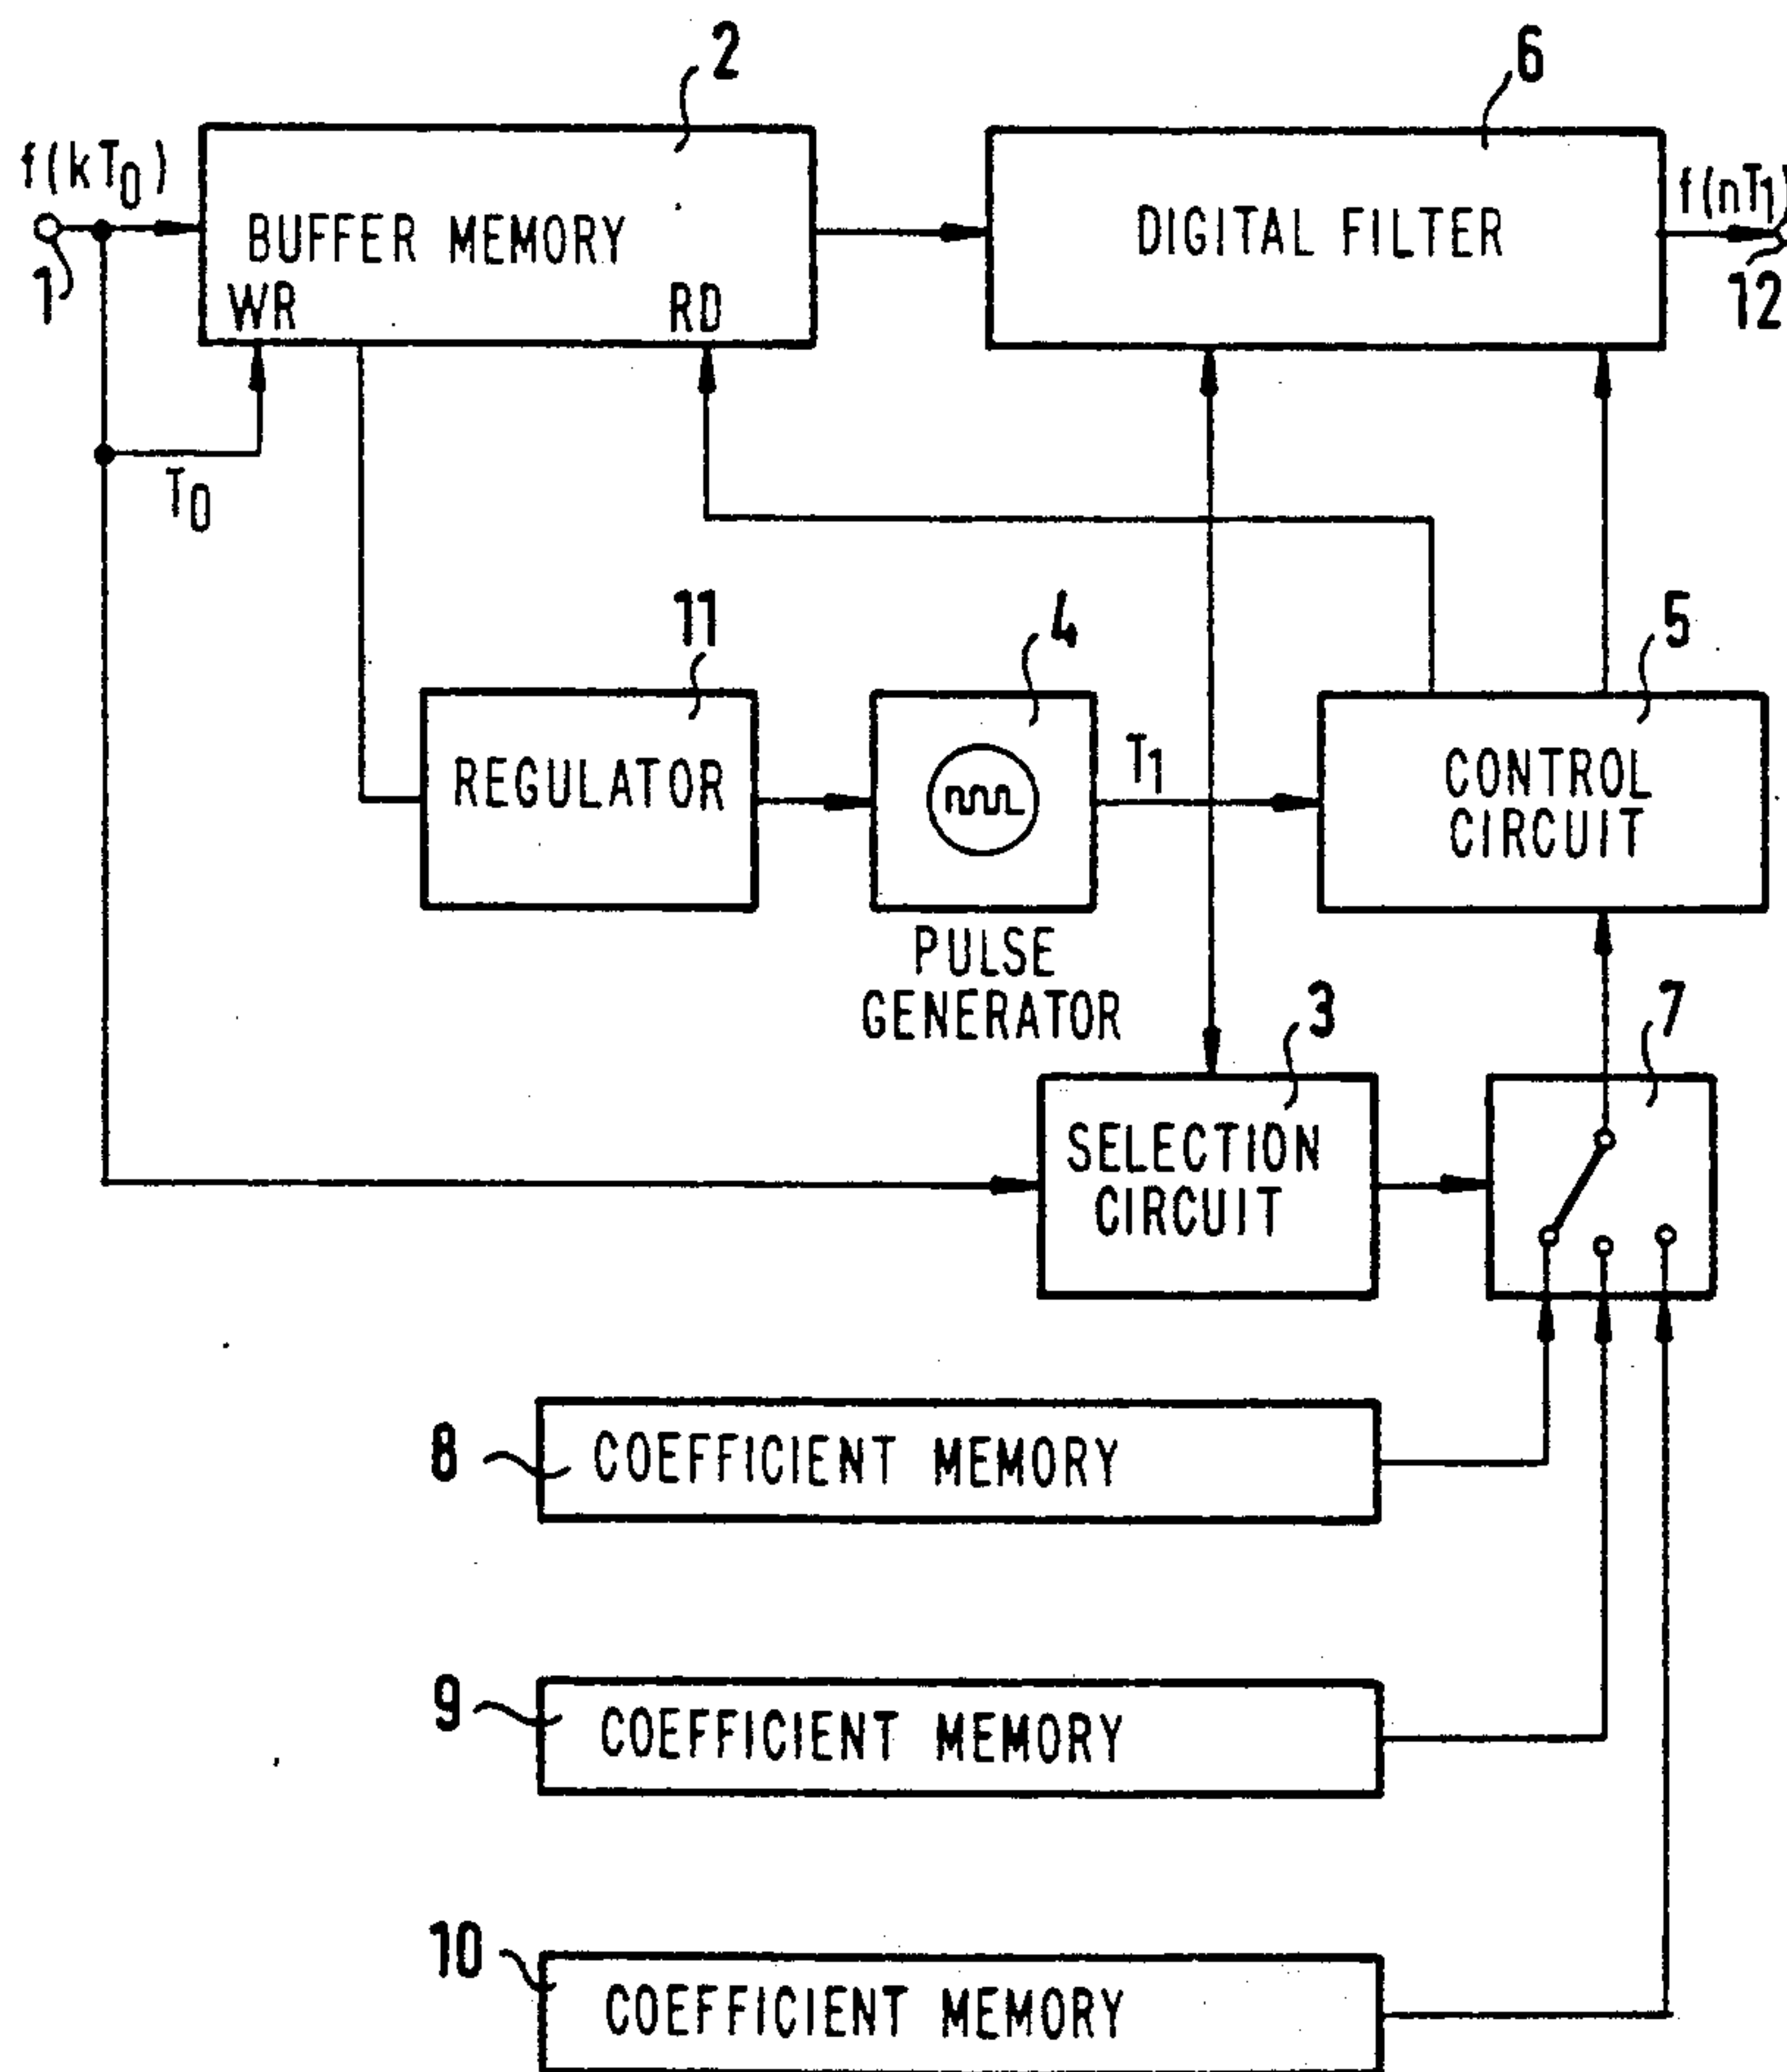 2
6
f(kT0)
f(nT1)
BUFFER MEMORY
DIGITAL FILTER
1
WR
RD
12
T0
11
4
5
REGULATOR
T1
CONTROL
CIRCUIT
PULSE
GENERATOR
3
7
SELECTION
CIRCUIT
8
COEFFICIENT MEMORY
9
COEFFICIENT MEMORY
10
COEFFICIENT MEMORY